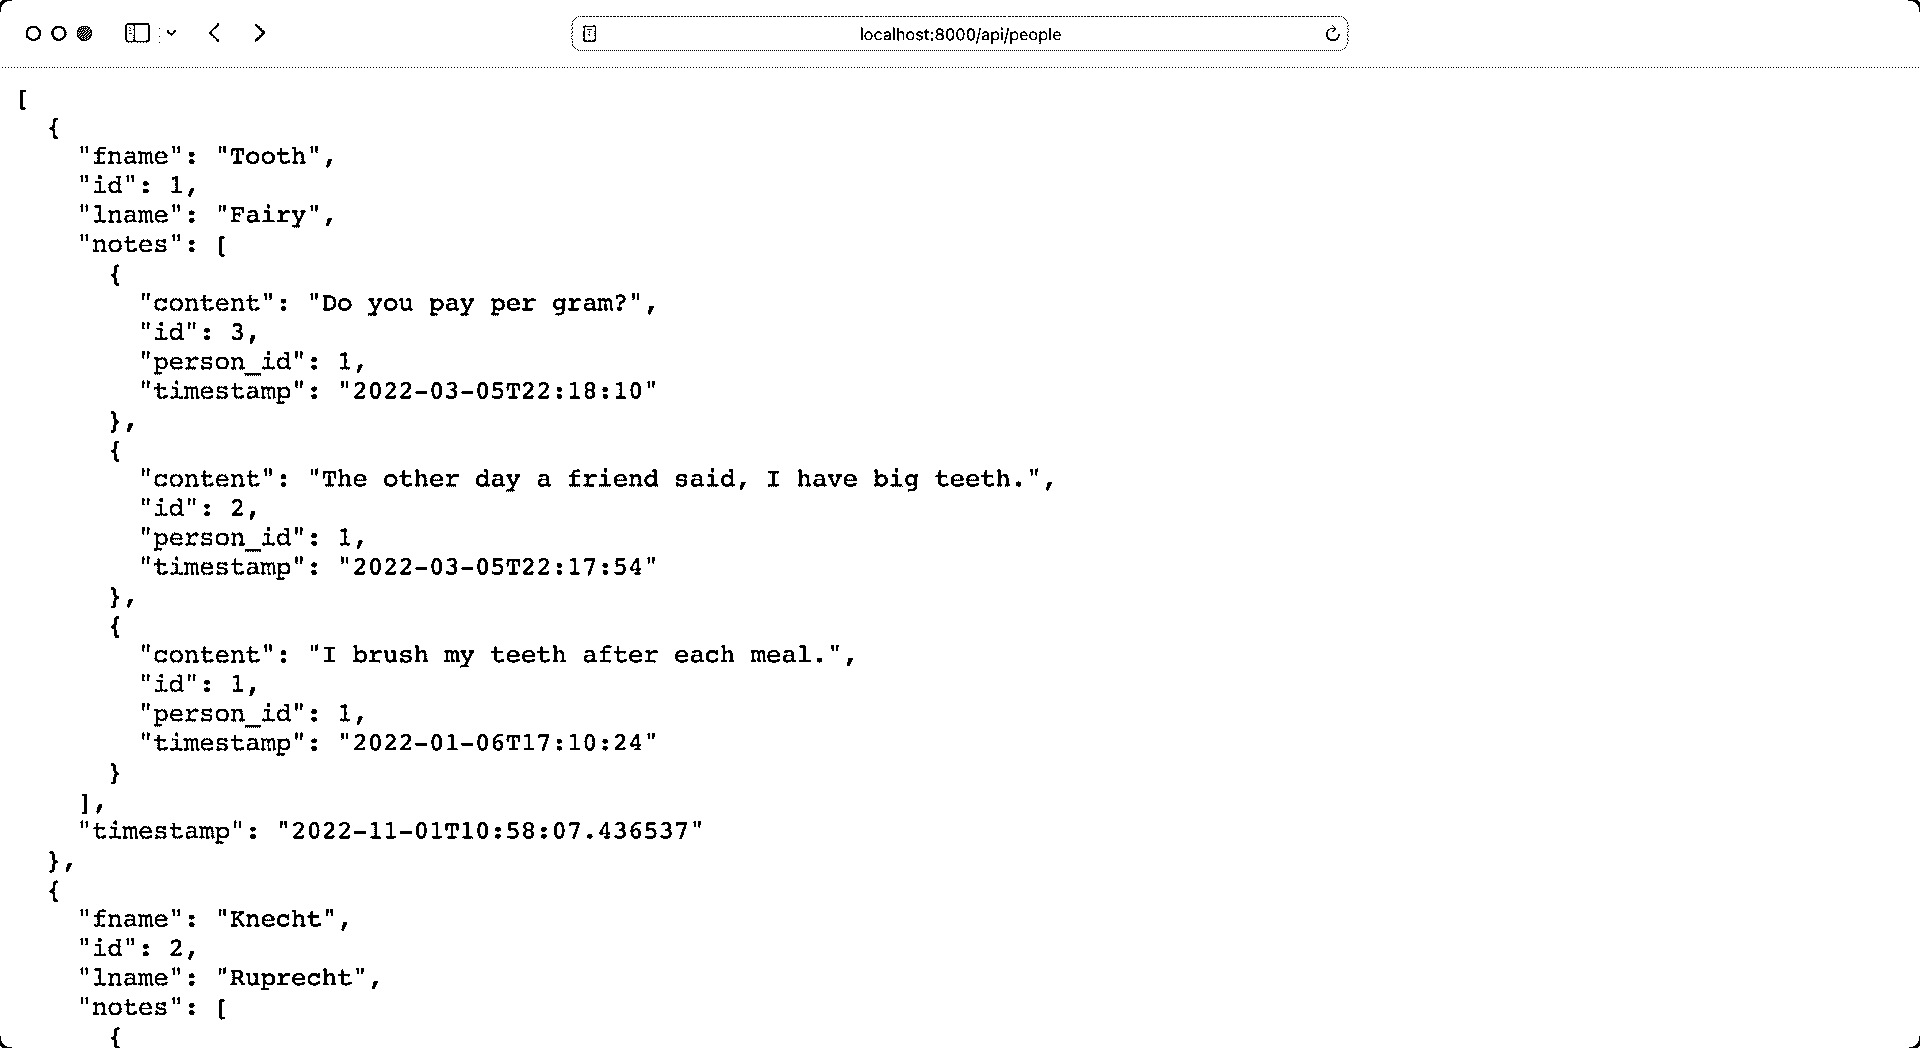 localhost:8000/api/people
[
  {
    "fname": "Tooth",
    "id": 1,
    "lname": "Fairy",
    "notes": [
      {
        "content": "Do you pay per gram?",
        "id": 3,
        "person_id": 1,
        "timestamp": "2022-03-05T22:18:10"
      },
      {
        "content": "The other day a friend said, I have big teeth.",
        "id": 2,
        "person_id": 1,
        "timestamp": "2022-03-05T22:17:54"
      },
      {
        "content": "I brush my teeth after each meal.",
        "id": 1,
        "person_id": 1,
        "timestamp": "2022-01-06T17:10:24"
      }
    ],
    "timestamp": "2022-11-01T10:58:07.436537"
  },
  {
    "fname": "Knecht",
    "id": 2,
    "lname": "Ruprecht",
    "notes": [
      {